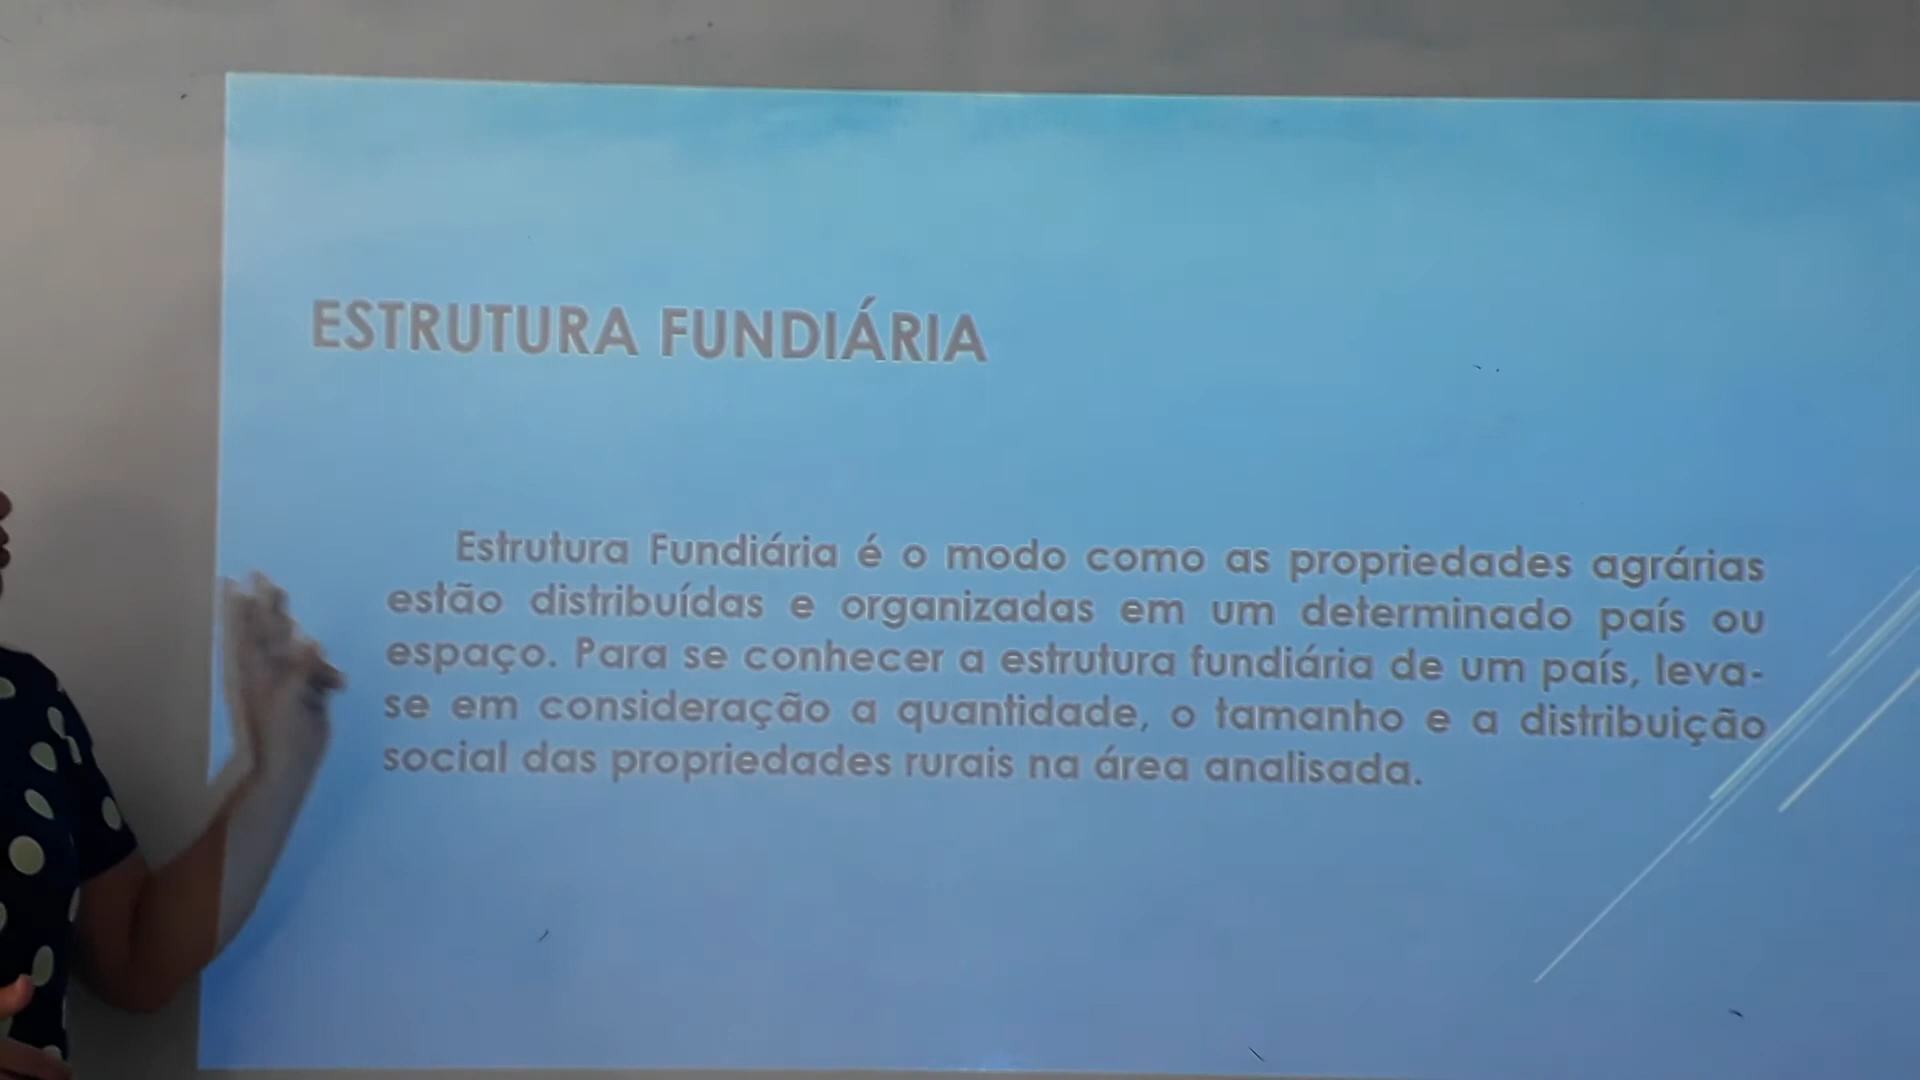 ESTRUTURA FUNDIÁRIA
Estrutura Fundiária é o modo como as propriedades agrárias
estão distribuídas e organizadas em um determinado país ou
espaço. Para se conhecer a estrutura fundiária de um país, leva-
se em consideração a quantidade, o tamanho e a distribuição
social das propriedades rurais na área analisada.